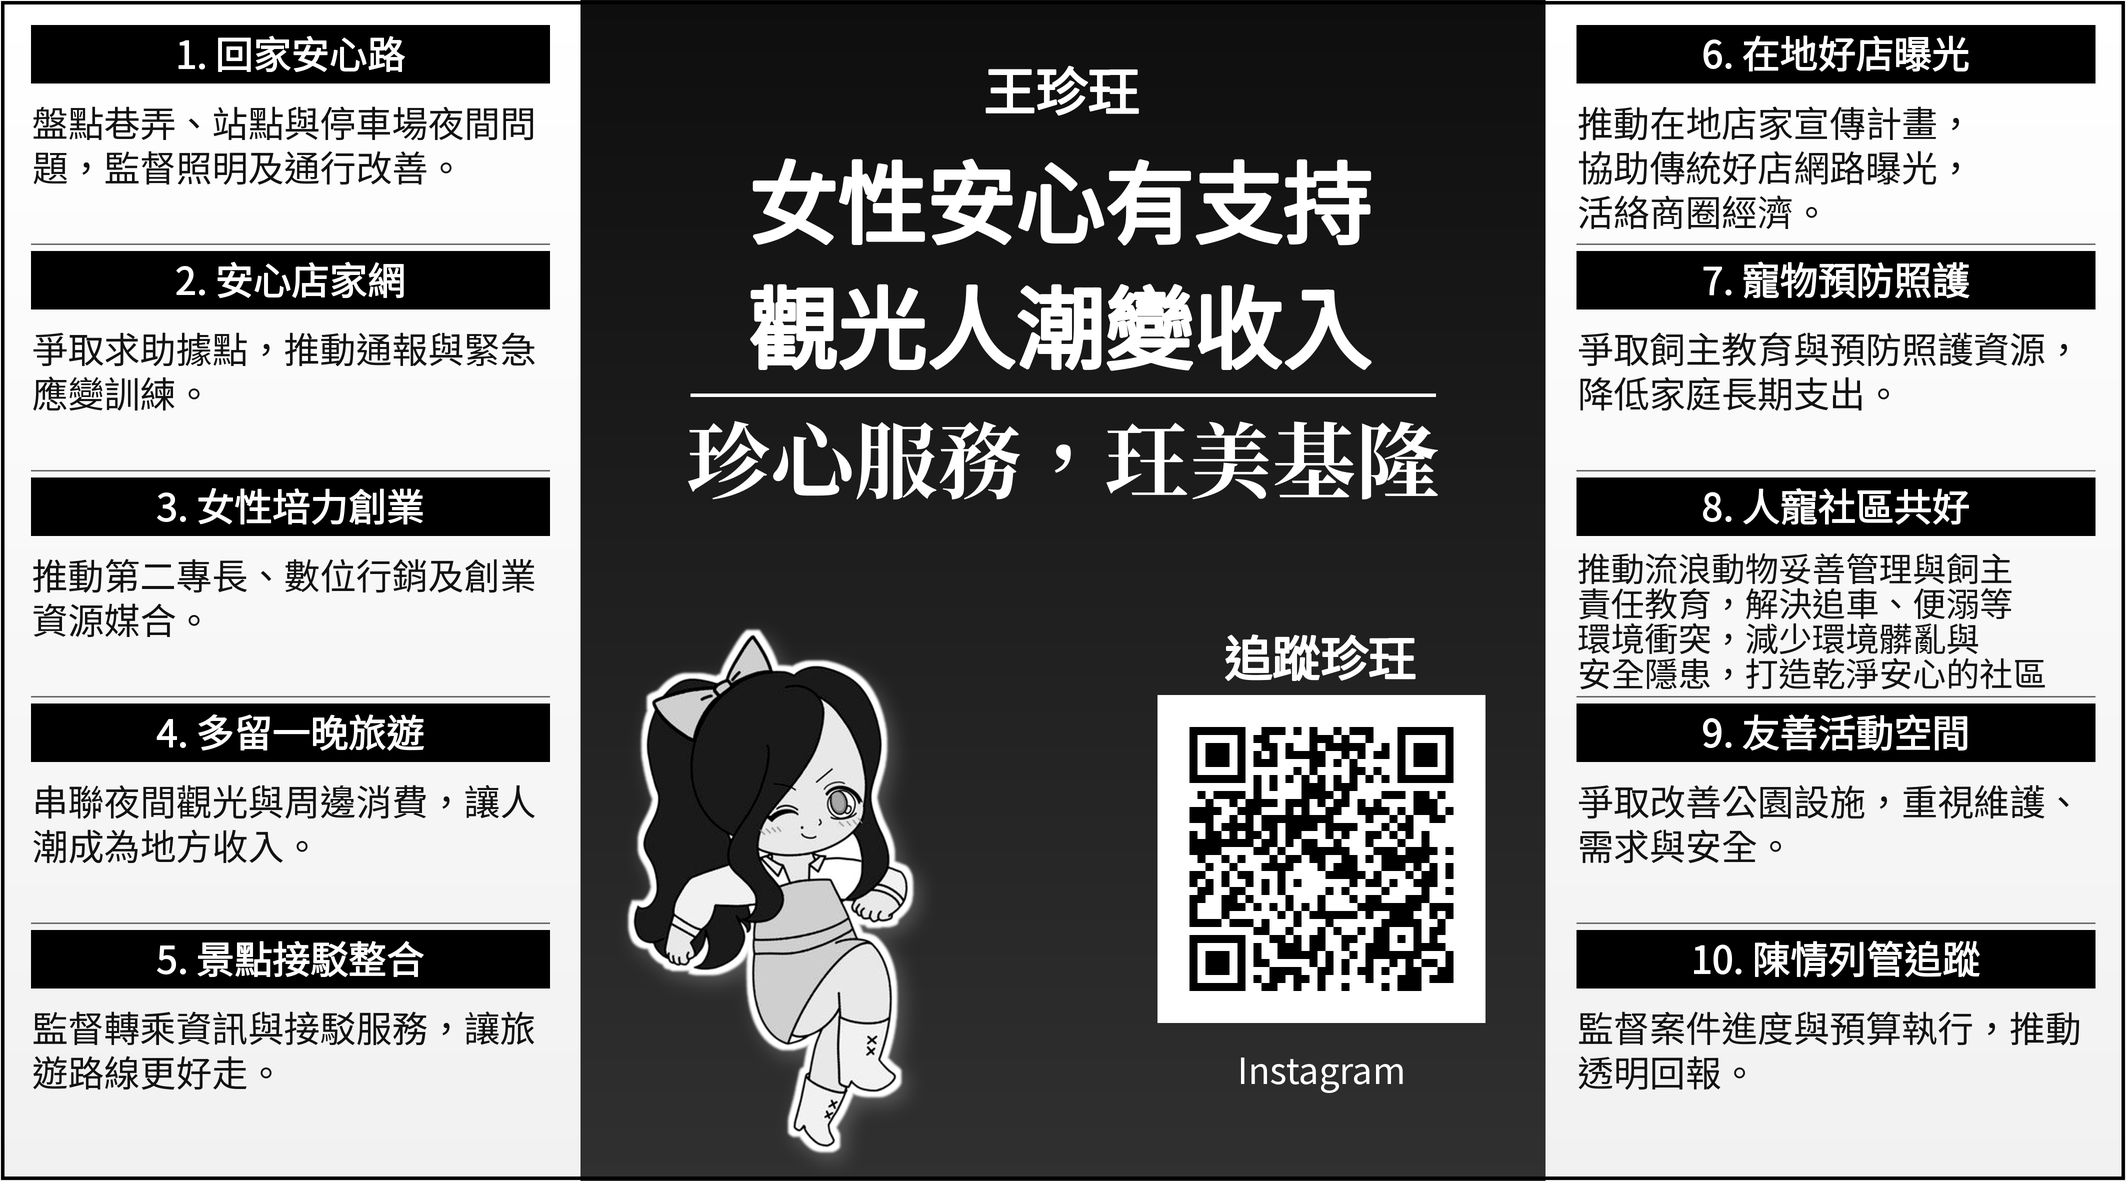 1. 回家安心路
盤點巷弄、站點與停車場夜間問
題，監督照明及通行改善。
2. 安心店家網
爭取求助據點，推動通報與緊急
應變訓練。
3. 女性培力創業
推動第二專長、數位行銷及創業
資源媒合。
4. 多留一晚旅遊
串聯夜間觀光與周邊消費，讓人
潮成為地方收入。
5. 景點接駁整合
監督轉乘資訊與接駁服務，讓旅
遊路線更好走。
王珍玨
女性安心有支持
觀光人潮變收入
珍心服務，玨美基隆
追蹤珍玨
Instagram
6. 在地好店曝光
推動在地店家宣傳計畫，
協助傳統好店網路曝光，
活絡商圈經濟。
7. 寵物預防照護
爭取飼主教育與預防照護資源，
降低家庭長期支出。
8. 人寵社區共好
推動流浪動物妥善管理與飼主
責任教育，解決追車、便溺等
環境衝突，減少環境髒亂與
安全隱患，打造乾淨安心的社區
9. 友善活動空間
爭取改善公園設施，重視維護、
需求與安全。
10. 陳情列管追蹤
監督案件進度與預算執行，推動
透明回報。